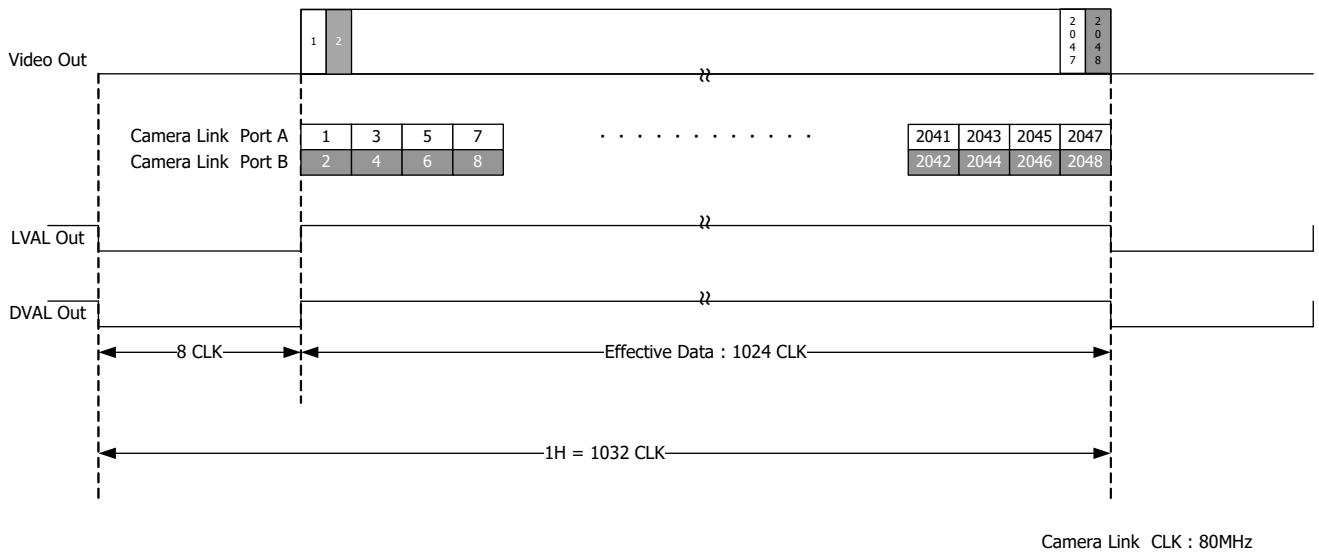 Video Out
1 2 2047 2048
Camera Link Port A 1 3 5 7 . . . . . . . . . . . . 2041 2043 2045 2047
Camera Link Port B 2 4 6 8 2042 2044 2046 2048
LVAL Out
DVAL Out
8 CLK Effective Data : 1024 CLK
1H = 1032 CLK
Camera Link CLK : 80MHz